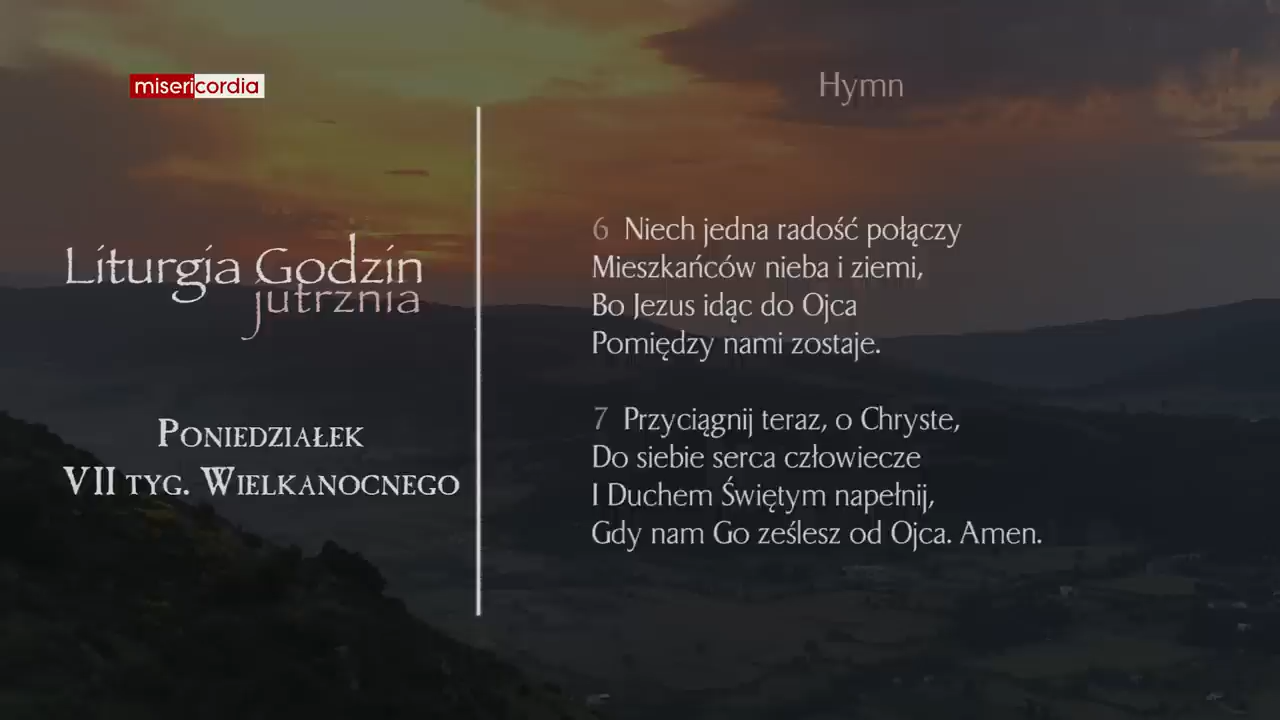 misericordia
Liturgia Godzin
jutrznia
Poniedziałek
VII tyg. Wielkanocnego
Hymn
6 Niech jedna radość połączy
Mieszkańców nieba i ziemi,
Bo Jezus idąc do Ojca
Pomiędzy nami zostaje.
7 Przyciągnij teraz, o Chryste,
Do siebie serca człowiecze
I Duchem Świętym napełnij,
Gdy nam Go ześlesz od Ojca. Amen.